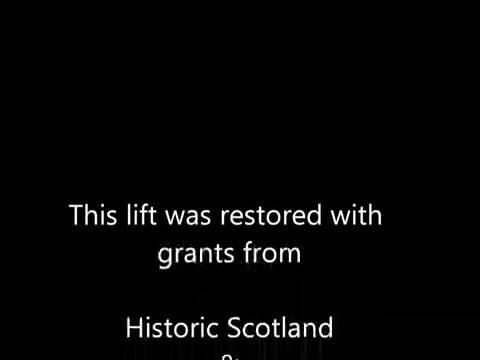 This lift was restored with
grants from
Historic Scotland